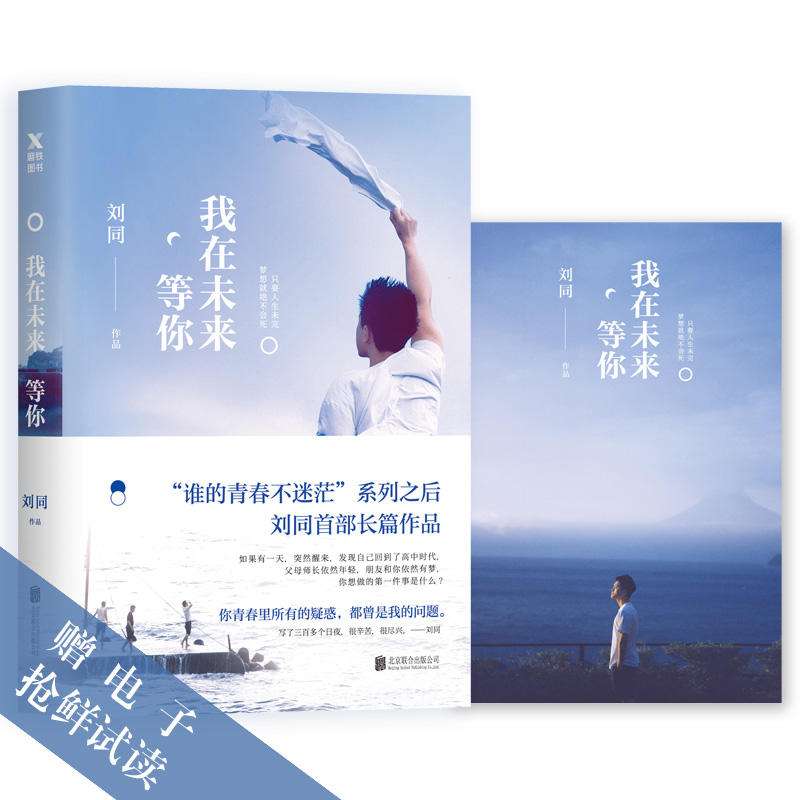 磨铁
图书
我在未来
等你
刘同
作品
刘同
作品
我在未来
等你
只要人生未完
梦想就绝不会死
“谁的青春不迷茫”系列之后
刘同首部长篇作品
如果有一天，突然醒来，发现自己回到了高中时代，
父母师长依然年轻，朋友和你依然有梦，
你想做的第一件事是什么？
你青春里所有的疑惑，都曾是我的问题。
写了三百多个日夜，很辛苦，很尽兴，——刘同
北京联合出版公司
Beijing United Publishing Co.,Ltd.
刘同
作品
我在未来
等你
只要人生未完
梦想就绝不会死
赠电子
抢鲜试读